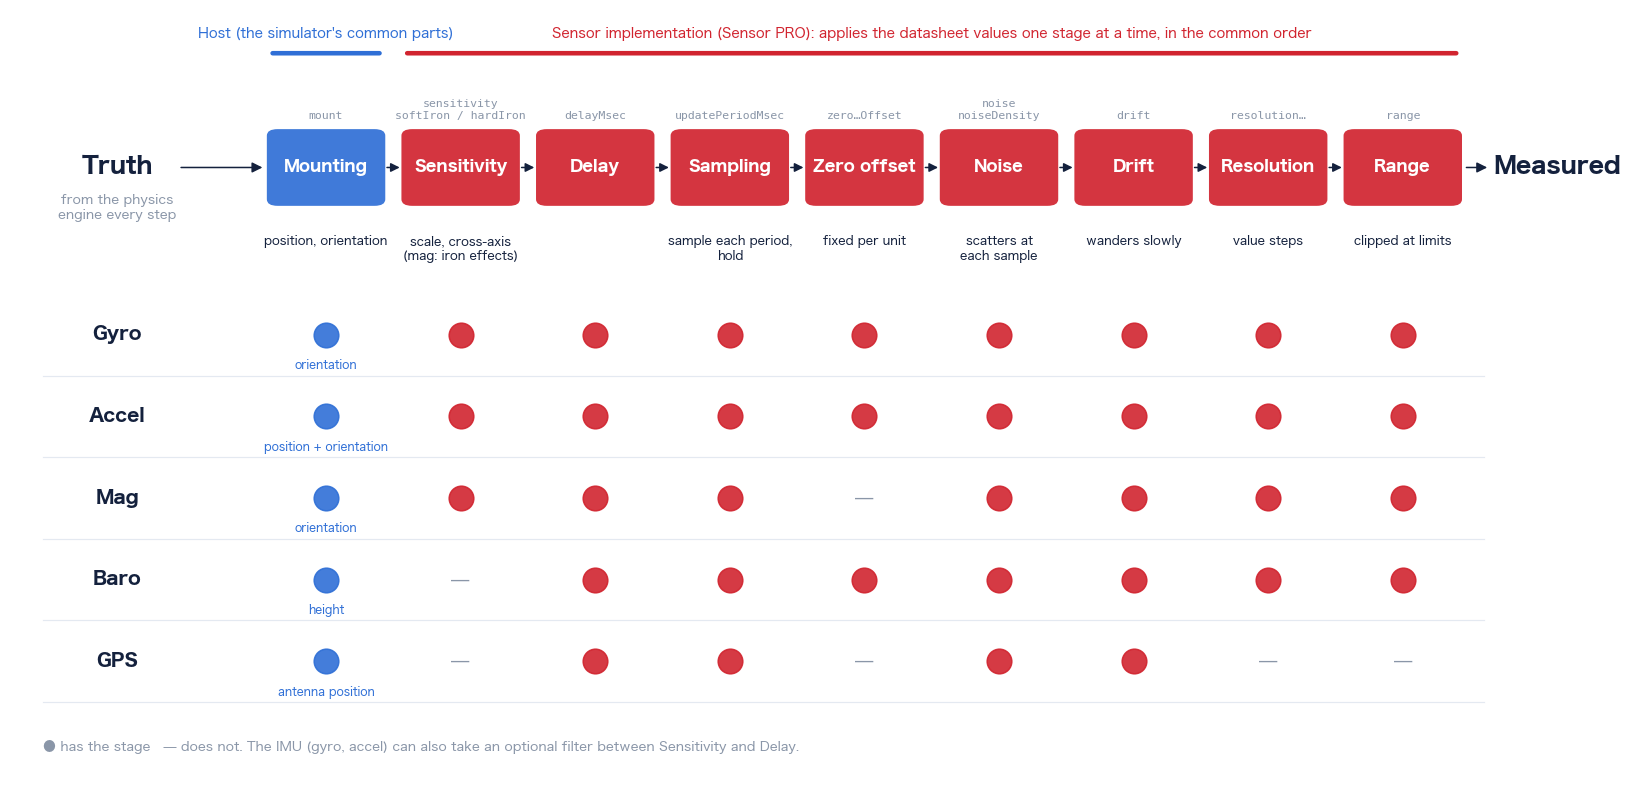 Host (the simulator's common parts)
Sensor implementation (Sensor PRO): applies the datasheet values one stage at a time, in the common order
mount
sensitivity
softIron / hardIron
delayMsec
updatePeriodMsec
zero…Offset
noise
noiseDensity
drift
resolution…
range
Truth
Mounting
Sensitivity
Delay
Sampling
Zero offset
Noise
Drift
Resolution
Range
Measured
from the physics
engine every step
position, orientation
scale, cross-axis
(mag: iron effects)
sample each period,
hold
fixed per unit
scatters at
each sample
wanders slowly
value steps
clipped at limits
Gyro
orientation
Accel
position + orientation
Mag
—
orientation
Baro
—
height
GPS
— — — —
antenna position
● has the stage — does not. The IMU (gyro, accel) can also take an optional filter between Sensitivity and Delay.